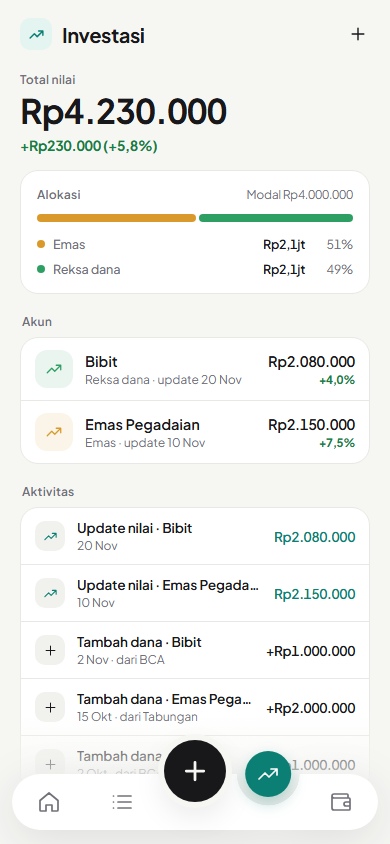 Investasi
Total nilai
Rp4.230.000
+Rp230.000 (+5,8%)
Alokasi
Modal Rp4.000.000
Emas Rp2,1jt 51%
Reksa dana Rp2,1jt 49%
Akun
Bibit Rp2.080.000
Reksa dana · update 20 Nov +4,0%
Emas Pegadaian Rp2.150.000
Emas · update 10 Nov +7,5%
Aktivitas
Update nilai · Bibit Rp2.080.000
20 Nov
Update nilai · Emas Pegada... Rp2.150.000
10 Nov
Tambah dana · Bibit +Rp1.000.000
2 Nov · dari BCA
Tambah dana · Emas Pega... +Rp2.000.000
15 Okt · dari Tabungan
Tambah dana
2 Okt · dari